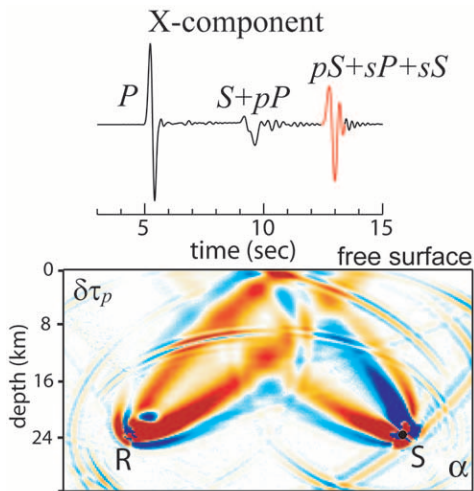 X-component
P
S+pP
pS+sP+sS
5 10 15
time (sec)
free surface
0
δτp
8
16
24
depth (km)
R
S
α